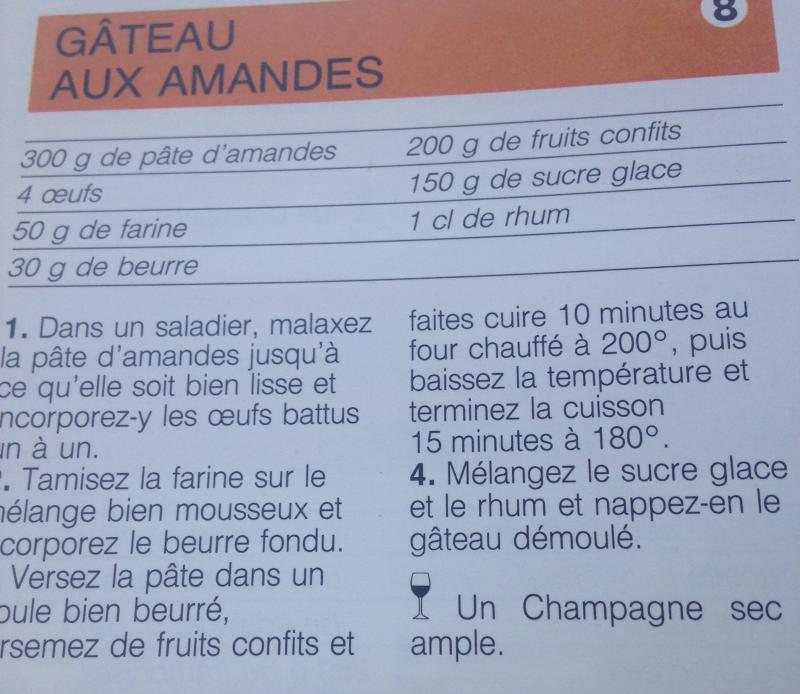 8
GÂTEAU
AUX AMANDES
300 g de pâte d'amandes
4 œufs
50 g de farine
30 g de beurre
200 g de fruits confits
150 g de sucre glace
1 cl de rhum
1. Dans un saladier, malaxez
la pâte d'amandes jusqu'à
ce qu'elle soit bien lisse et
ncorporez-y les œufs battus
un à un.
. Tamisez la farine sur le
mélange bien mousseux et
corporez le beurre fondu.
Versez la pâte dans un
oule bien beurré,
rsemez de fruits confits et
faites cuire 10 minutes au
four chauffé à 200°, puis
baissez la température et
terminez la cuisson
15 minutes à 180°.
4. Mélangez le sucre glace
et le rhum et nappez-en le
gâteau démoulé.
Un Champagne sec
ample.